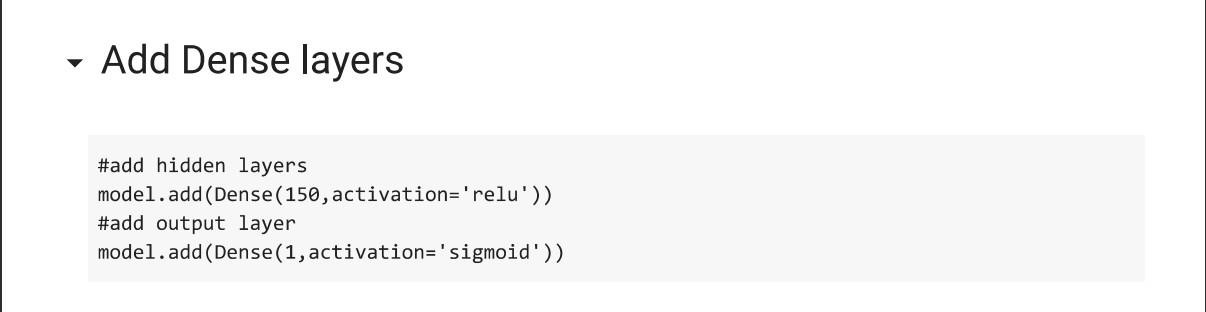 Add Dense layers
#add hidden layers
model.add(Dense(150,activation='relu'))
#add output layer
model.add(Dense(1,activation='sigmoid'))